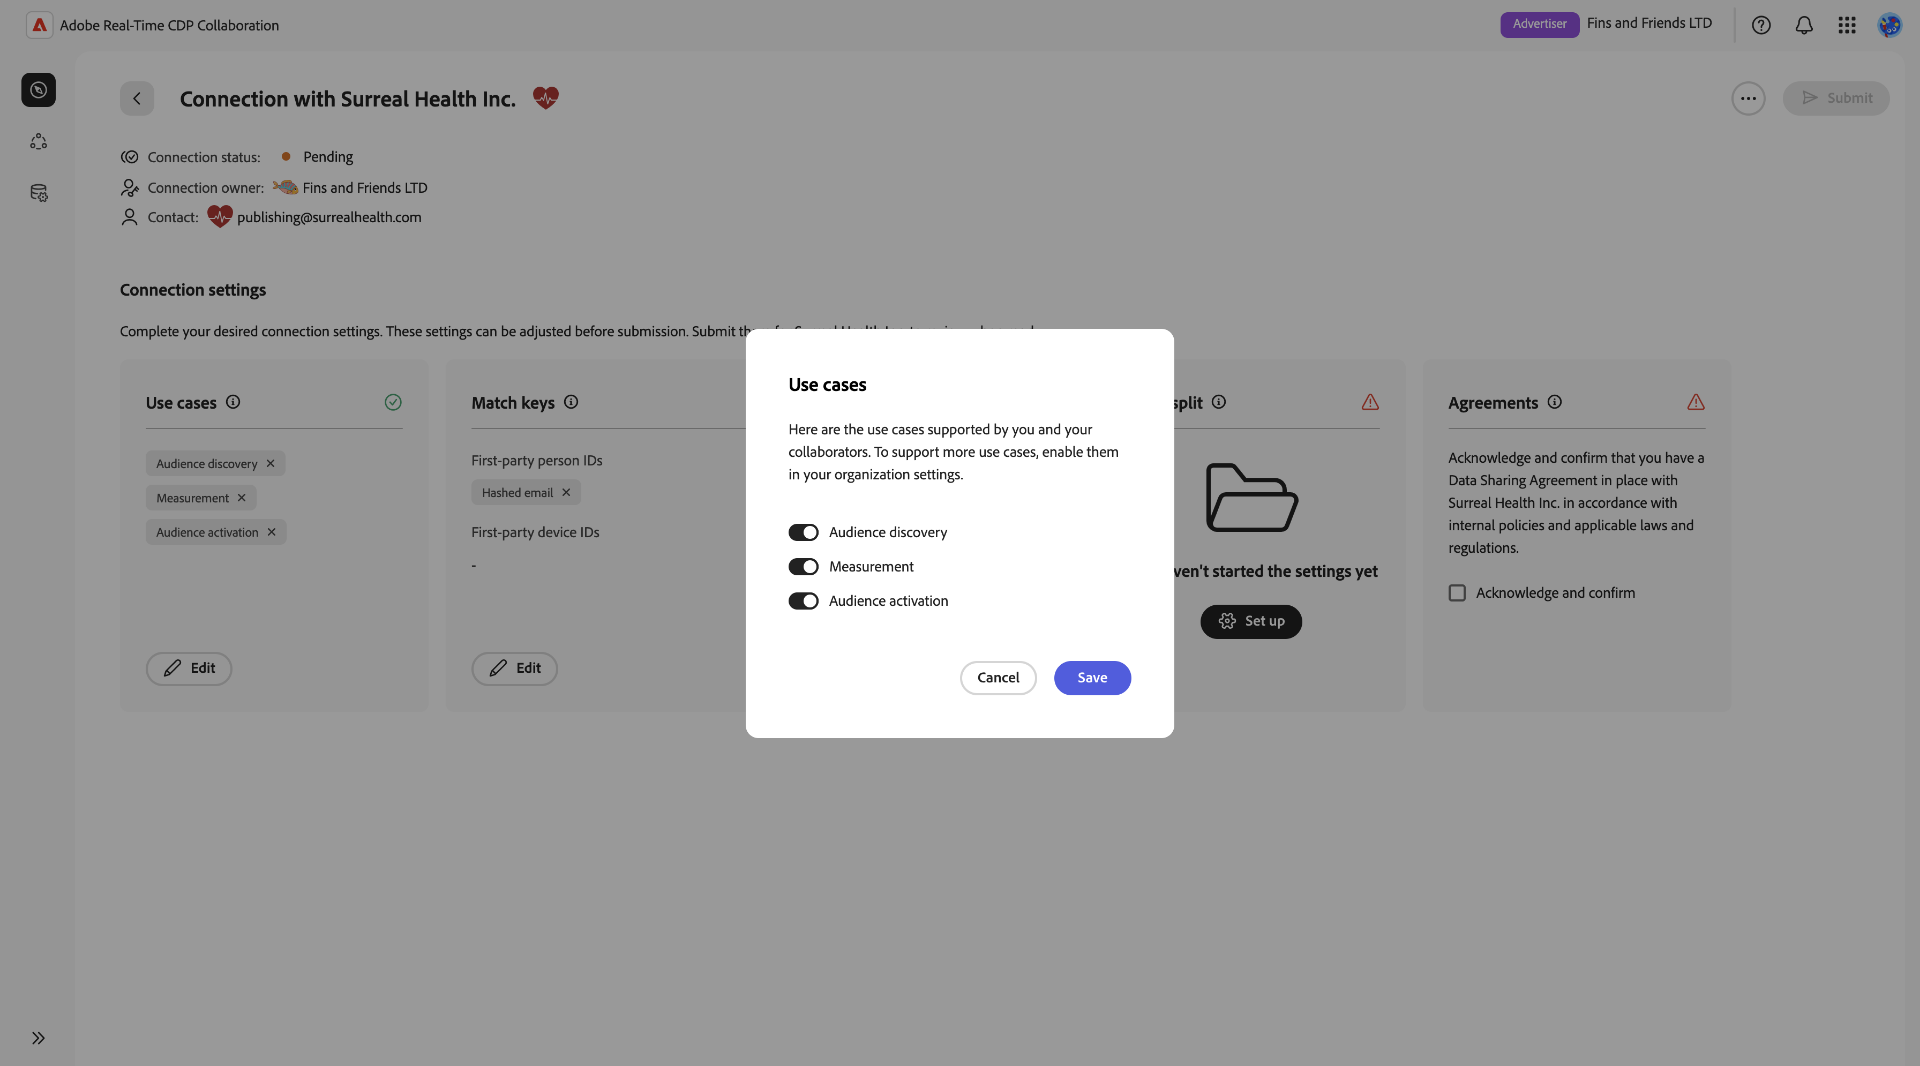 Adobe Real-Time CDP Collaboration
Advertiser
Fins and Friends LTD
Connection with Surreal Health Inc.
Submit
Connection status:
Pending
Connection owner:
Fins and Friends LTD
Contact:
publishing@surrealhealth.com
Connection settings
Complete your desired connection settings. These settings can be adjusted before submission. Submit
Use cases
Audience discovery
Measurement
Audience activation
Edit
Match keys
First-party person IDs
Hashed email
First-party device IDs
-
Edit
Use cases
Here are the use cases supported by you and your
collaborators. To support more use cases, enable them
in your organization settings.
Audience discovery
Measurement
Audience activation
Cancel
Save
split
started the settings yet
Set up
Agreements
Acknowledge and confirm that you have a
Data Sharing Agreement in place with
Surreal Health Inc. in accordance with
internal policies and applicable laws and
regulations.
Acknowledge and confirm